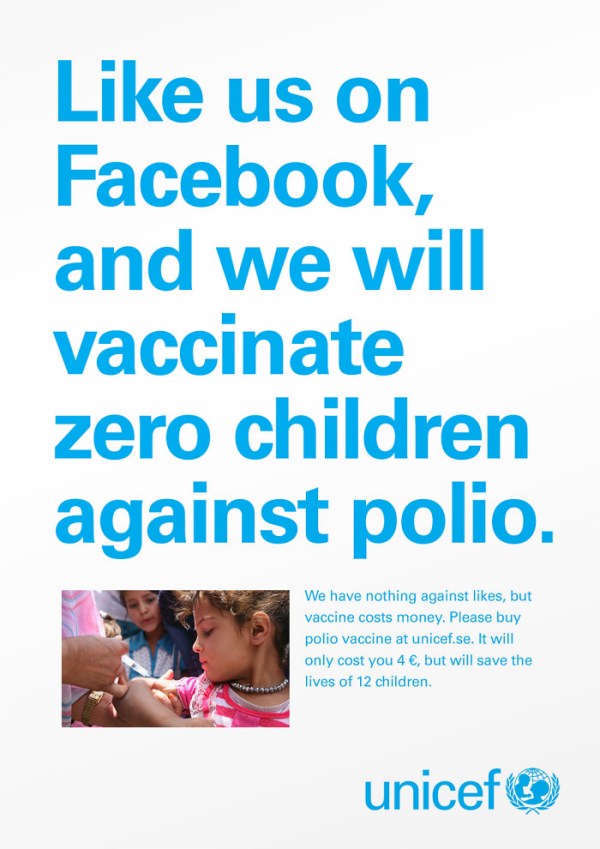 Like us on
Facebook,
and we will
vaccinate
zero children
against polio.
We have nothing against likes, but
vaccine costs money. Please buy
polio vaccine at unicef.se. It will
only cost you 4 €, but will save the
lives of 12 children.
unicef